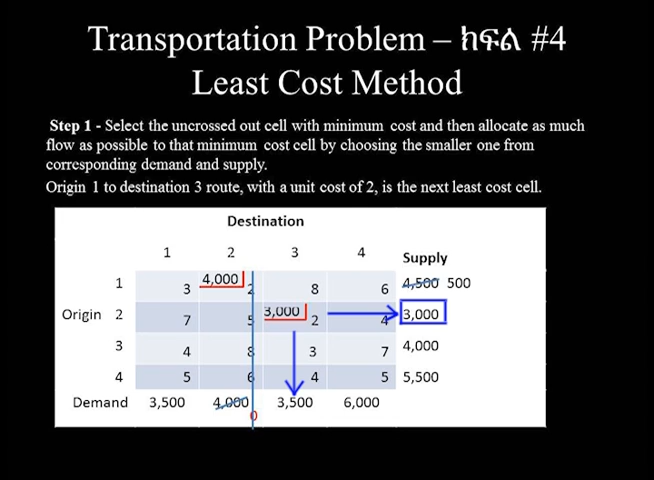 Transportation Problem – ክፍል #4
Least Cost Method
Step 1 - Select the uncrossed out cell with minimum cost and then allocate as much
flow as possible to that minimum cost cell by choosing the smaller one from
corresponding demand and supply.
Origin 1 to destination 3 route, with a unit cost of 2, is the next least cost cell.
Destination
1 2 3 4 Supply
1 3 4,000 2 8 6 4,500 500
Origin 2 7 5 3,000 2 4 3,000
3 4 8 3 7 4,000
4 5 6 4 5 5,500
Demand 3,500 4,000 3,500 6,000
0